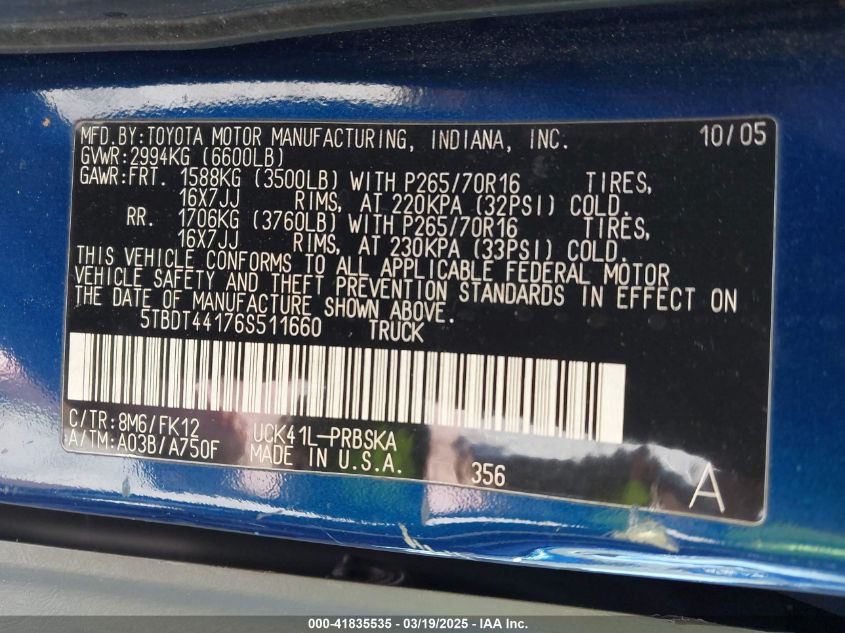 MFD.BY:TOYOTA MOTOR MANUFACTURING, INDIANA, INC. 10/05
GVWR:2994KG (6600LB)
GAWR:FRT. 1588KG (3500LB) WITH P265/70R16 TIRES,
16X7JJ RIMS, AT 220KPA (32PSI) COLD.
RR. 1706KG (3760LB) WITH P265/70R16 TIRES,
16X7JJ RIMS, AT 230KPA (33PSI) COLD.
THIS VEHICLE CONFORMS TO ALL APPLICABLE FEDERAL MOTOR
VEHICLE SAFETY AND THEFT PREVENTION STANDARDS IN EFFECT ON
THE DATE OF MANUFACTURE SHOWN ABOVE.
5TBDT44176S511660 TRUCK
C/TR:8M6/FK12 UCK41L-PRBSKA
A/TM:A03B/A750F MADE IN U.S.A. 356 A
000-41835535 - 03/19/2025 - IAA Inc.